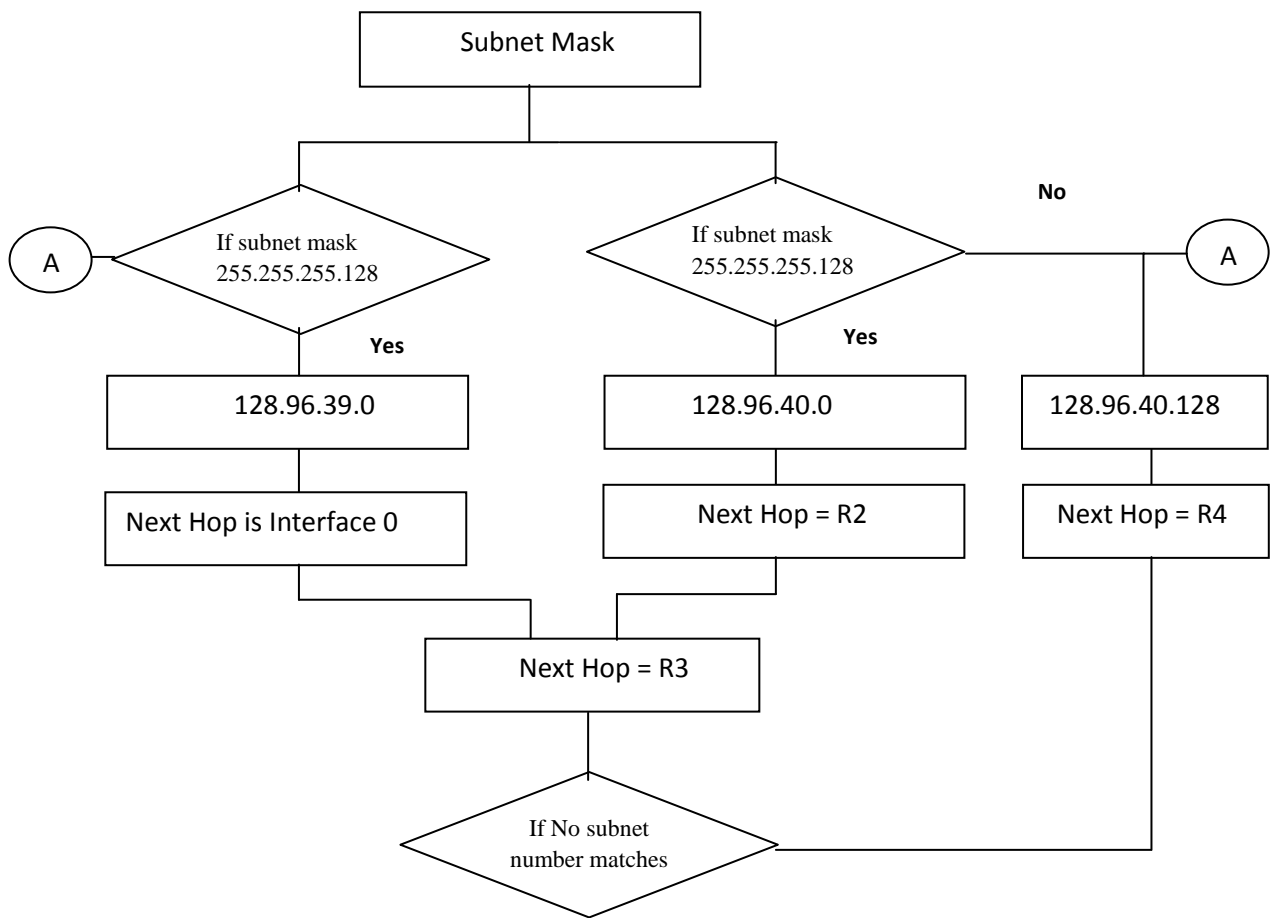 Subnet Mask
No
A
If subnet mask
255.255.255.128
If subnet mask
255.255.255.128
A
Yes
Yes
128.96.39.0
128.96.40.0
128.96.40.128
Next Hop is Interface 0
Next Hop = R2
Next Hop = R4
Next Hop = R3
If No subnet
number matches